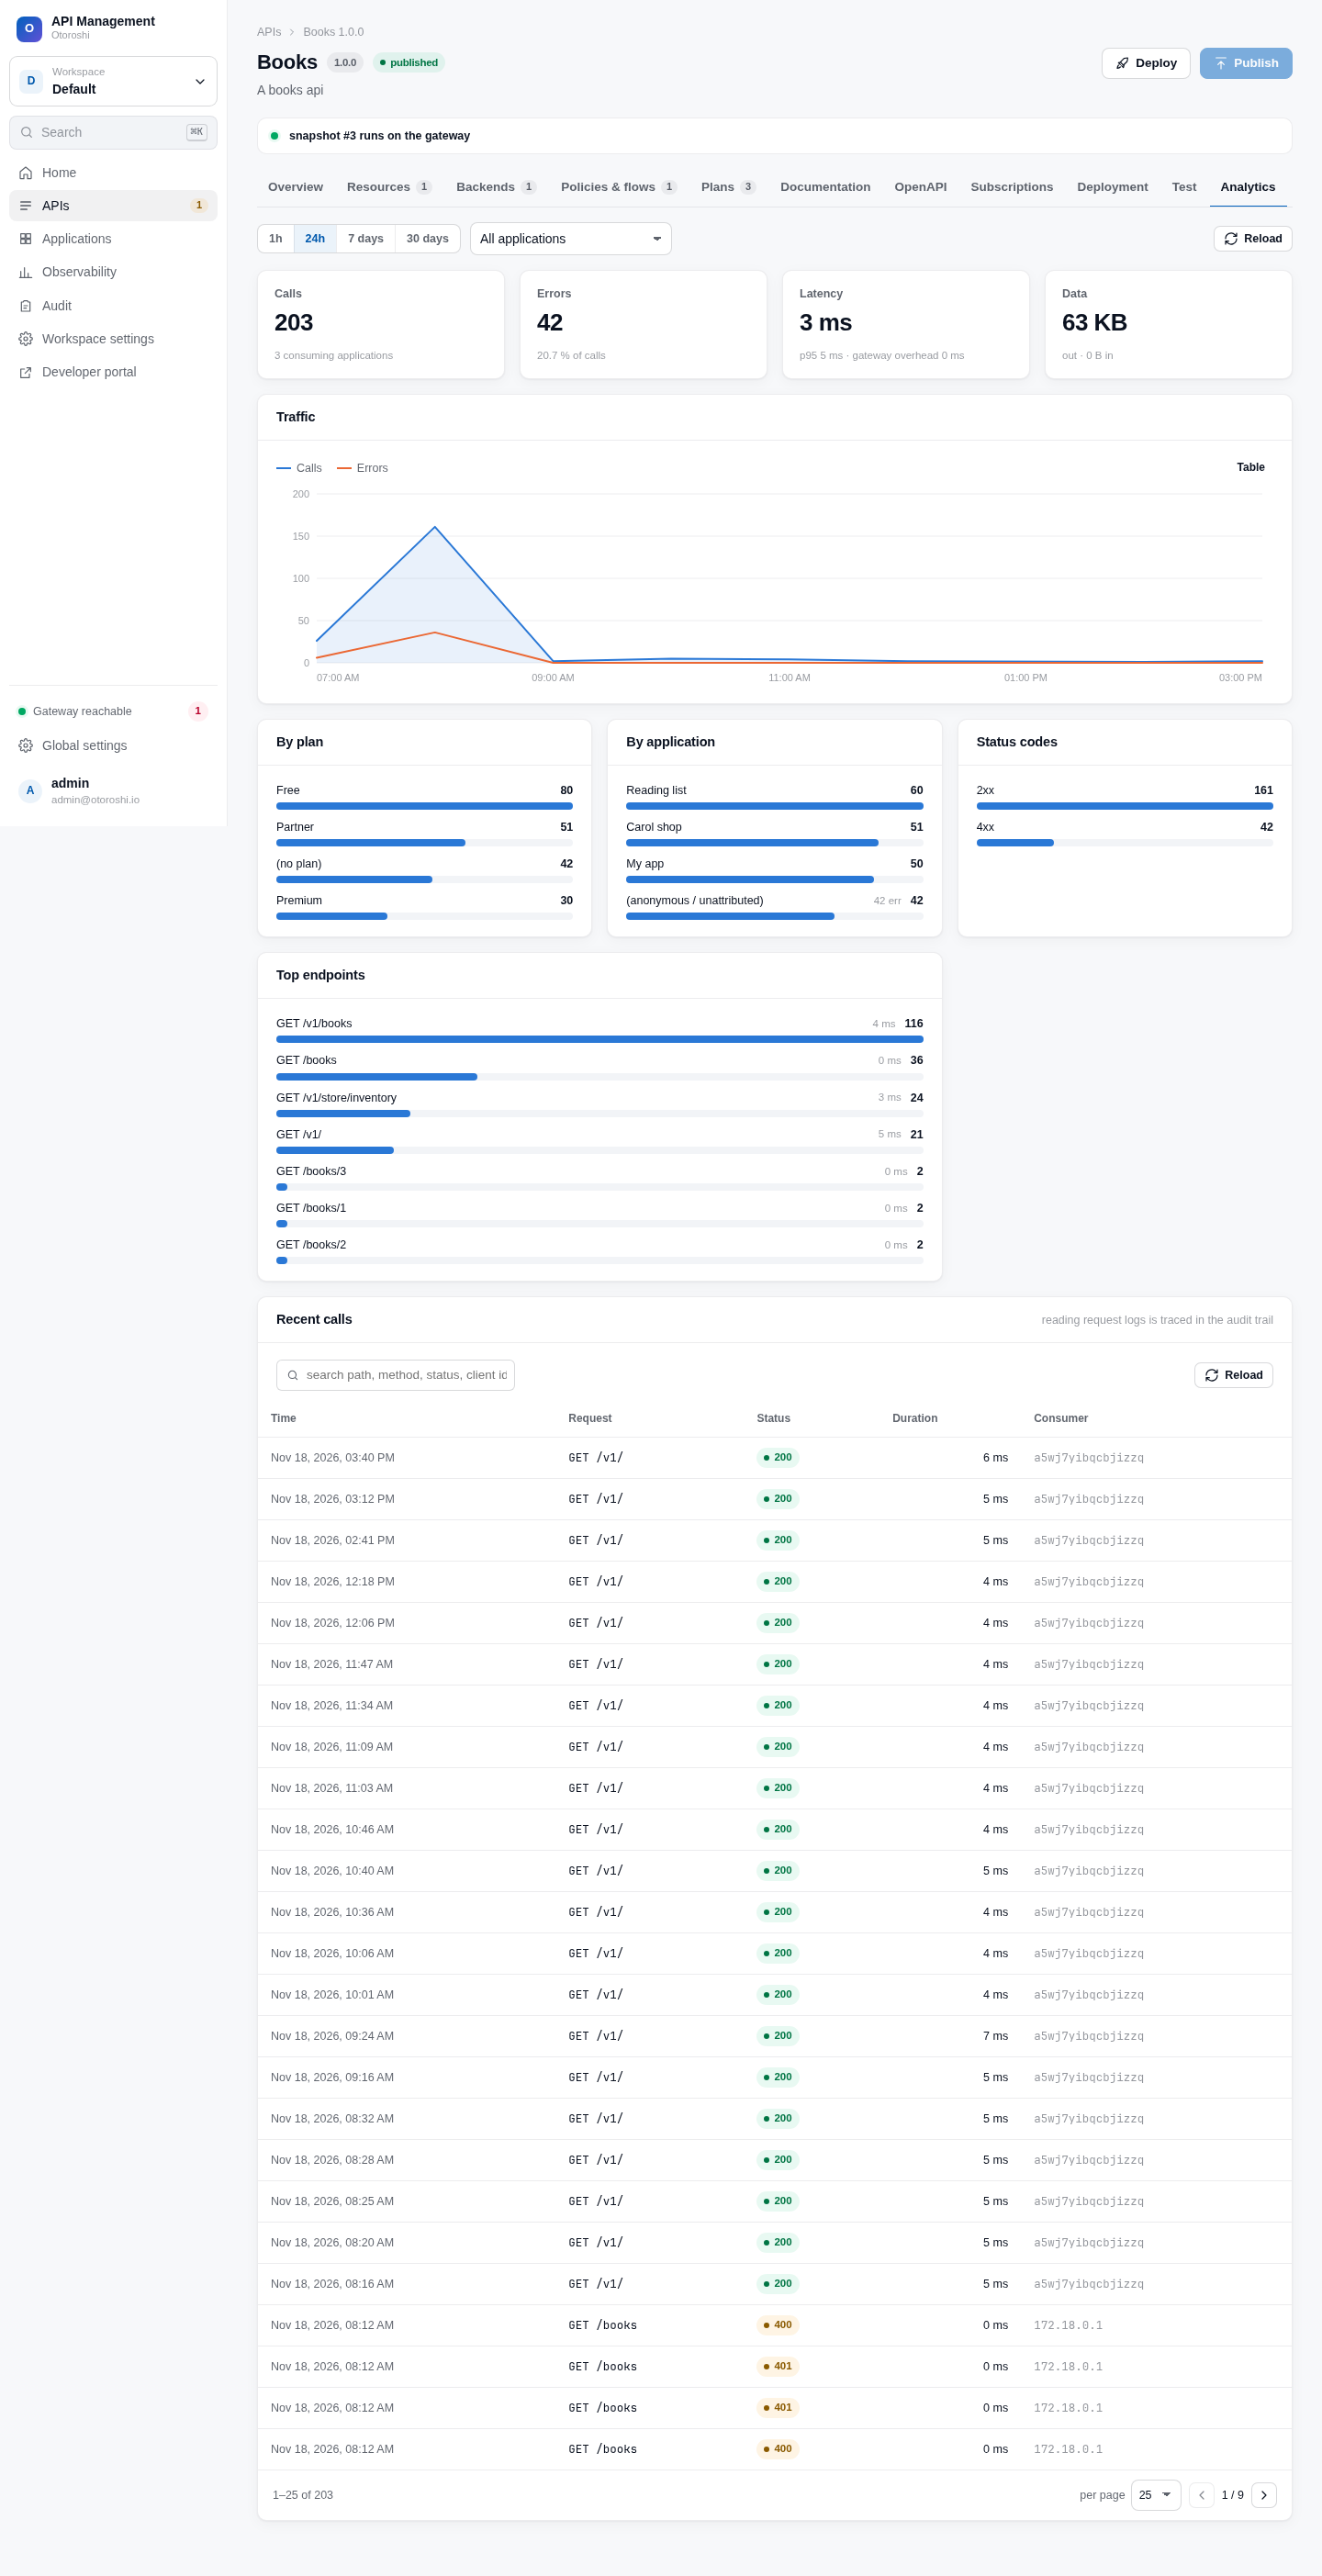 O
API Management
Otoroshi
D
Workspace
Default
Search
⌘K
Home
APIs 1
Applications
Observability
Audit
Workspace settings
Developer portal
Gateway reachable 1
Global settings
A
admin
admin@otoroshi.io
APIs > Books 1.0.0
Books 1.0.0 published
A books api
Deploy
Publish
snapshot #3 runs on the gateway
Overview Resources 1 Backends 1 Policies & flows 1 Plans 3 Documentation OpenAPI Subscriptions Deployment Test Analytics
1h 24h 7 days 30 days All applications Reload
Calls
203
3 consuming applications
Errors
42
20.7 % of calls
Latency
3 ms
p95 5 ms · gateway overhead 0 ms
Data
63 KB
out · 0 B in
Traffic
Calls Errors Table
200
150
100
50
0
07:00 AM 09:00 AM 11:00 AM 01:00 PM 03:00 PM
By plan
Free 80
Partner 51
(no plan) 42
Premium 30
By application
Reading list 60
Carol shop 51
My app 50
(anonymous / unattributed) 42 err 42
Status codes
2xx 161
4xx 42
Top endpoints
GET /v1/books 4 ms 116
GET /books 0 ms 36
GET /v1/store/inventory 3 ms 24
GET /v1/ 5 ms 21
GET /books/3 0 ms 2
GET /books/1 0 ms 2
GET /books/2 0 ms 2
Recent calls reading request logs is traced in the audit trail
search path, method, status, client id Reload
Time Request Status Duration Consumer
Nov 18, 2026, 03:40 PM GET /v1/ 200 6 ms a5wj7yibqcbjizzq
Nov 18, 2026, 03:12 PM GET /v1/ 200 5 ms a5wj7yibqcbjizzq
Nov 18, 2026, 02:41 PM GET /v1/ 200 5 ms a5wj7yibqcbjizzq
Nov 18, 2026, 12:18 PM GET /v1/ 200 4 ms a5wj7yibqcbjizzq
Nov 18, 2026, 12:06 PM GET /v1/ 200 4 ms a5wj7yibqcbjizzq
Nov 18, 2026, 11:47 AM GET /v1/ 200 4 ms a5wj7yibqcbjizzq
Nov 18, 2026, 11:34 AM GET /v1/ 200 4 ms a5wj7yibqcbjizzq
Nov 18, 2026, 11:09 AM GET /v1/ 200 4 ms a5wj7yibqcbjizzq
Nov 18, 2026, 11:03 AM GET /v1/ 200 4 ms a5wj7yibqcbjizzq
Nov 18, 2026, 10:46 AM GET /v1/ 200 4 ms a5wj7yibqcbjizzq
Nov 18, 2026, 10:40 AM GET /v1/ 200 5 ms a5wj7yibqcbjizzq
Nov 18, 2026, 10:36 AM GET /v1/ 200 4 ms a5wj7yibqcbjizzq
Nov 18, 2026, 10:06 AM GET /v1/ 200 4 ms a5wj7yibqcbjizzq
Nov 18, 2026, 10:01 AM GET /v1/ 200 4 ms a5wj7yibqcbjizzq
Nov 18, 2026, 09:24 AM GET /v1/ 200 7 ms a5wj7yibqcbjizzq
Nov 18, 2026, 09:16 AM GET /v1/ 200 5 ms a5wj7yibqcbjizzq
Nov 18, 2026, 08:32 AM GET /v1/ 200 5 ms a5wj7yibqcbjizzq
Nov 18, 2026, 08:28 AM GET /v1/ 200 5 ms a5wj7yibqcbjizzq
Nov 18, 2026, 08:25 AM GET /v1/ 200 5 ms a5wj7yibqcbjizzq
Nov 18, 2026, 08:20 AM GET /v1/ 200 5 ms a5wj7yibqcbjizzq
Nov 18, 2026, 08:16 AM GET /v1/ 200 5 ms a5wj7yibqcbjizzq
Nov 18, 2026, 08:12 AM GET /books 400 0 ms 172.18.0.1
Nov 18, 2026, 08:12 AM GET /books 401 0 ms 172.18.0.1
Nov 18, 2026, 08:12 AM GET /books 401 0 ms 172.18.0.1
Nov 18, 2026, 08:12 AM GET /books 400 0 ms 172.18.0.1
1–25 of 203 per page 25 1 / 9